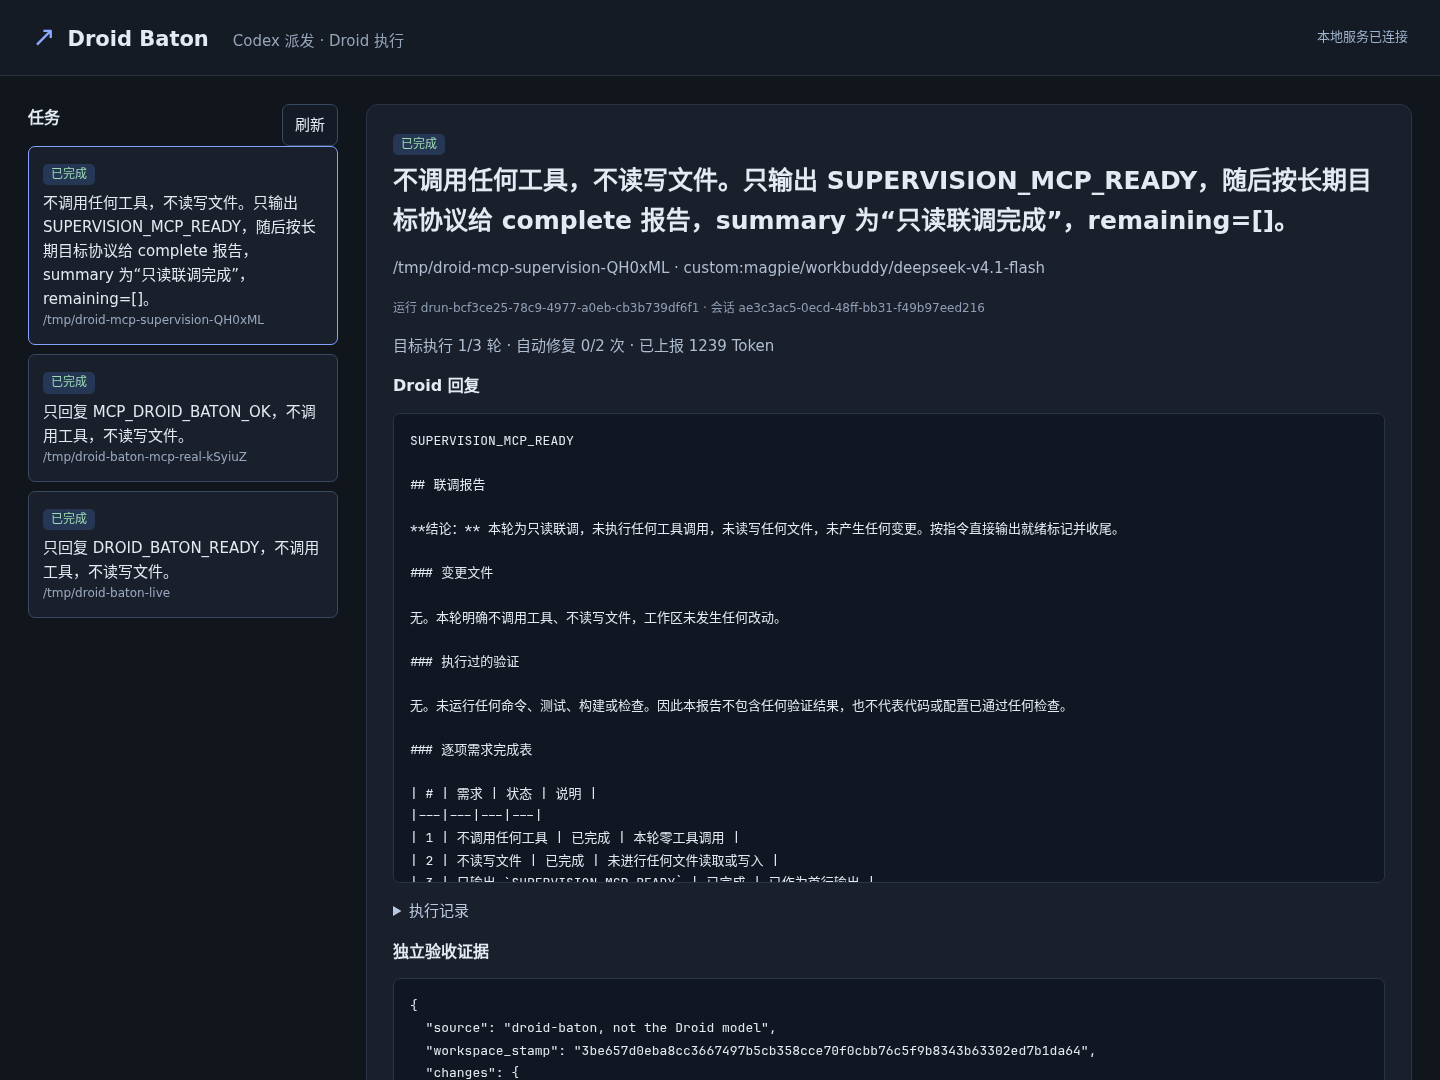 ↗ Droid Baton Codex 派发 · Droid 执行
本地服务已连接
任务
刷新
已完成
不调用任何工具，不读写文件。只输出
SUPERVISION_MCP_READY，随后按长
期目标协议给 complete 报告，
summary 为“只读联调完成”，
remaining=[]。
/tmp/droid-mcp-supervision-QH0xML
已完成
只回复 MCP_DROID_BATON_OK，不调
用工具，不读写文件。
/tmp/droid-baton-mcp-real-kSyiuZ
已完成
只回复 DROID_BATON_READY，不调用
工具，不读写文件。
/tmp/droid-baton-live
已完成
不调用任何工具，不读写文件。只输出 SUPERVISION_MCP_READY，随后按长期目
标协议给 complete 报告，summary 为“只读联调完成”，remaining=[]。
/tmp/droid-mcp-supervision-QH0xML · custom:magpie/workbuddy/deepseek-v4.1-flash
运行 drun-bcf3ce25-78c9-4977-a0eb-cb3b739df6f1 · 会话 ae3c3ac5-0ecd-48ff-bb31-f49b97eed216
目标执行 1/3 轮 · 自动修复 0/2 次 · 已上报 1239 Token
Droid 回复
SUPERVISION_MCP_READY
## 联调报告
**结论：** 本轮为只读联调，未执行任何工具调用，未读写任何文件，未产生任何变更。按指令直接输出就绪标记并收尾。
### 变更文件
无。本轮明确不调用工具、不读写文件，工作区未发生任何改动。
### 执行过的验证
无。未运行任何命令、测试、构建或检查。因此本报告不包含任何验证结果，也不代表代码或配置已通过任何检查。
### 逐项需求完成表
| # | 需求 | 状态 | 说明 |
|---|---|---|---|
| 1 | 不调用任何工具 | 已完成 | 本轮零工具调用 |
| 2 | 不读写文件 | 已完成 | 未进行任何文件读取或写入 |
| 3 | 只输出 `SUPERVISION_MCP_READY` | 已完成 | 已作为首行输出 |
▶ 执行记录
独立验收证据
{
"source": "droid-baton, not the Droid model",
"workspace_stamp": "3be657d0eba8cc3667497b5cb358cce70f0cbb76c5f9b8343b63302ed7b1da64",
"changes": {